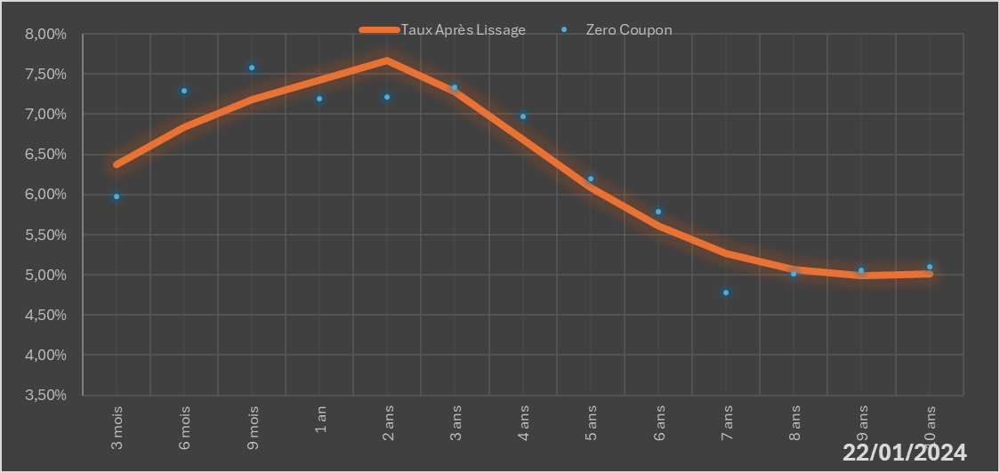 Taux Après Lissage Zero Coupon
8,00%
7,50%
7,00%
6,50%
6,00%
5,50%
5,00%
4,50%
4,00%
3,50%
3 mois
6 mois
9 mois
1 an
2 ans
3 ans
4 ans
5 ans
6 ans
7 ans
8 ans
9 ans
10 ans
22/01/2024